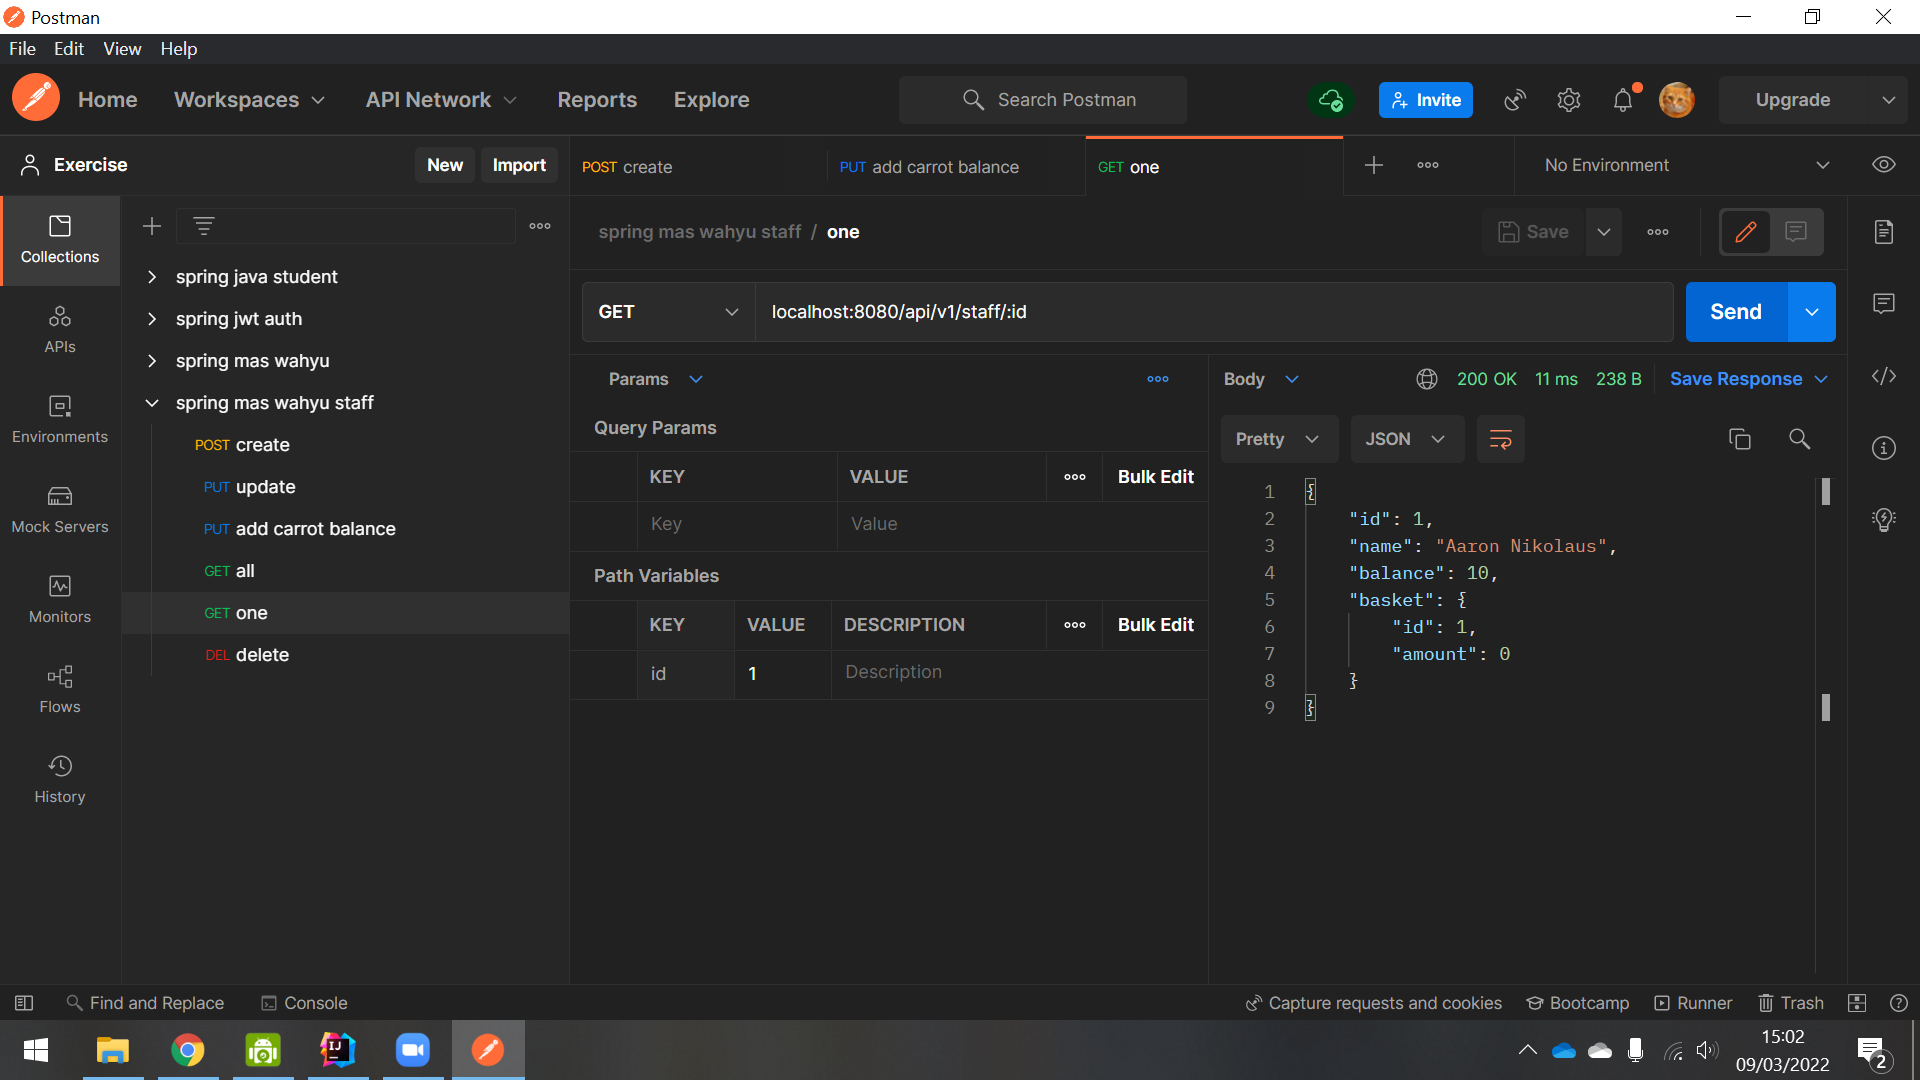 Postman
File Edit View Help
Home Workspaces API Network Reports Explore Search Postman Invite Upgrade
Exercise New Import
POST create PUT add carrot balance GET one No Environment
Collections
APIs
Environments
Mock Servers
Monitors
Flows
History
spring java student
spring jwt auth
spring mas wahyu
spring mas wahyu staff
POST create
PUT update
PUT add carrot balance
GET all
GET one
DEL delete
spring mas wahyu staff / one Save
GET localhost:8080/api/v1/staff/:id Send
Params
Query Params
KEY VALUE Bulk Edit
Key Value
Path Variables
KEY VALUE DESCRIPTION Bulk Edit
id 1 Description
Body 200 OK 11 ms 238 B Save Response
Pretty JSON
1 {
2 "id": 1,
3 "name": "Aaron Nikolaus",
4 "balance": 10,
5 "basket": {
6 "id": 1,
7 "amount": 0
8 }
9 }
Find and Replace Console Capture requests and cookies Bootcamp Runner Trash
IJ
15:02
09/03/2022
2